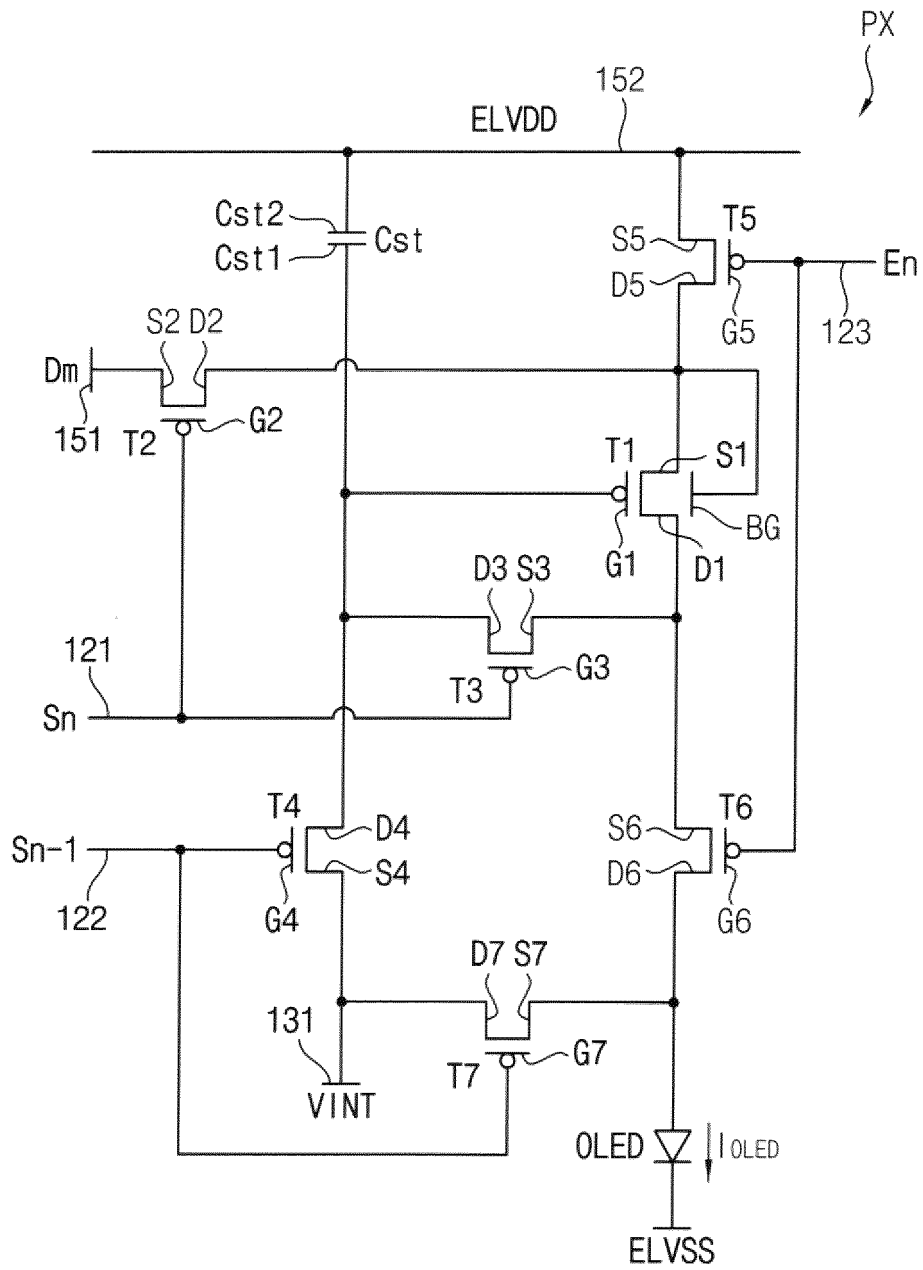 PX
152
ELVDD
Cst2
Cst
Cst1
T5
S5
D5
En
G5
123
S2 D2
Dm
151
T2
G2
T1
S1
BG
G1
D1
D3 S3
121
G3
T3
Sn
T4
D4
T6
S6
Sn-1
S4
D6
122
G4
G6
D7 S7
131
G7
T7
VINT
OLED
IOLED
ELVSS